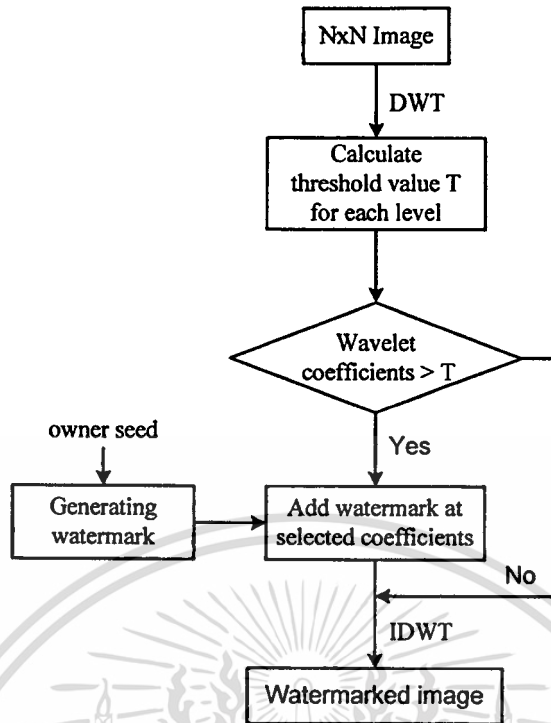 NxN Image
DWT
Calculate
threshold value T
for each level
Wavelet
coefficients > T
Yes
owner seed
Generating
watermark
Add watermark at
selected coefficients
No
IDWT
Watermarked image